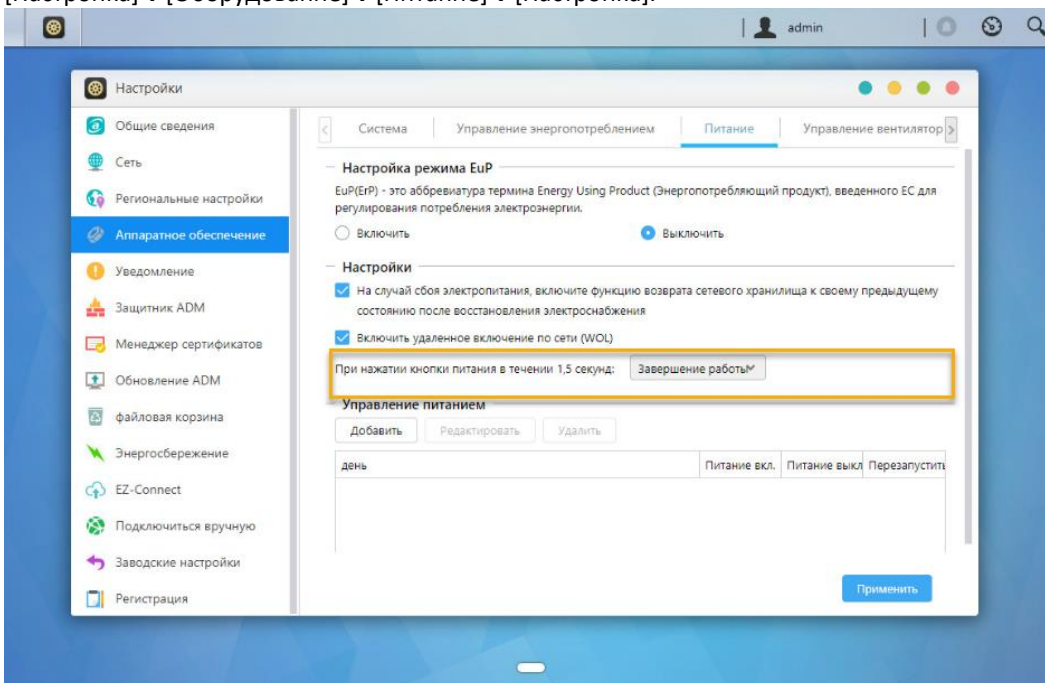 [Настройка] › [Оборудование] › [Питание] › [Настройка].
admin
Настройки
Общие сведения
Сеть
Региональные настройки
Аппаратное обеспечение
Уведомление
Защитник ADM
Менеджер сертификатов
Обновление ADM
файловая корзина
Энергосбережение
EZ-Connect
Подключиться вручную
Заводские настройки
Регистрация
Система
Управление энергопотреблением
Питание
Управление вентилятор
Настройка режима EuP
EuP(ErP) - это аббревиатура термина Energy Using Product (Энергопотребляющий продукт), введенного ЕС для
регулирования потребления электроэнергии.
Включить
Выключить
Настройки
На случай сбоя электропитания, включите функцию возврата сетевого хранилища к своему предыдущему
состоянию после восстановления электроснабжения
Включить удаленное включение по сети (WOL)
При нажатии кнопки питания в течении 1,5 секунд: Завершение работы
Управление питанием
Добавить Редактировать Удалить
день Питание вкл. Питание выкл Перезапустить
Применить